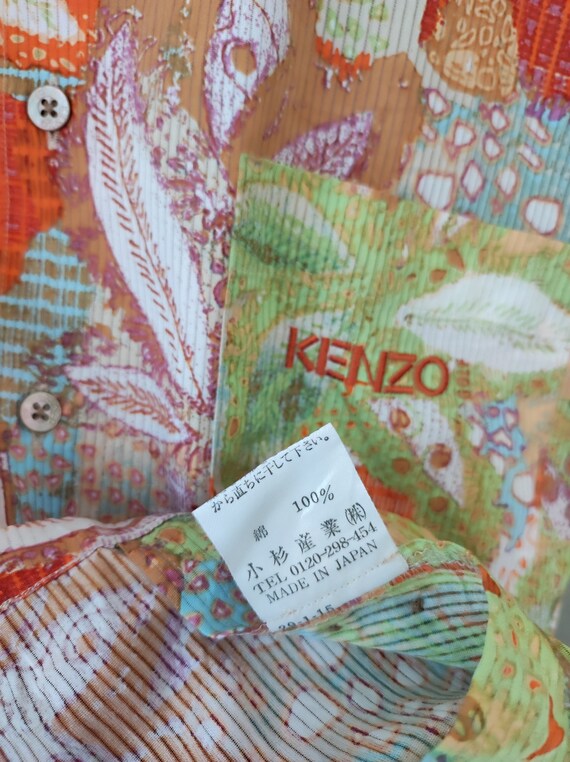 KENZO
から直ちに干して下さい。
綿 100%
小杉産業(株)
TEL 0120-298-454
MADE IN JAPAN